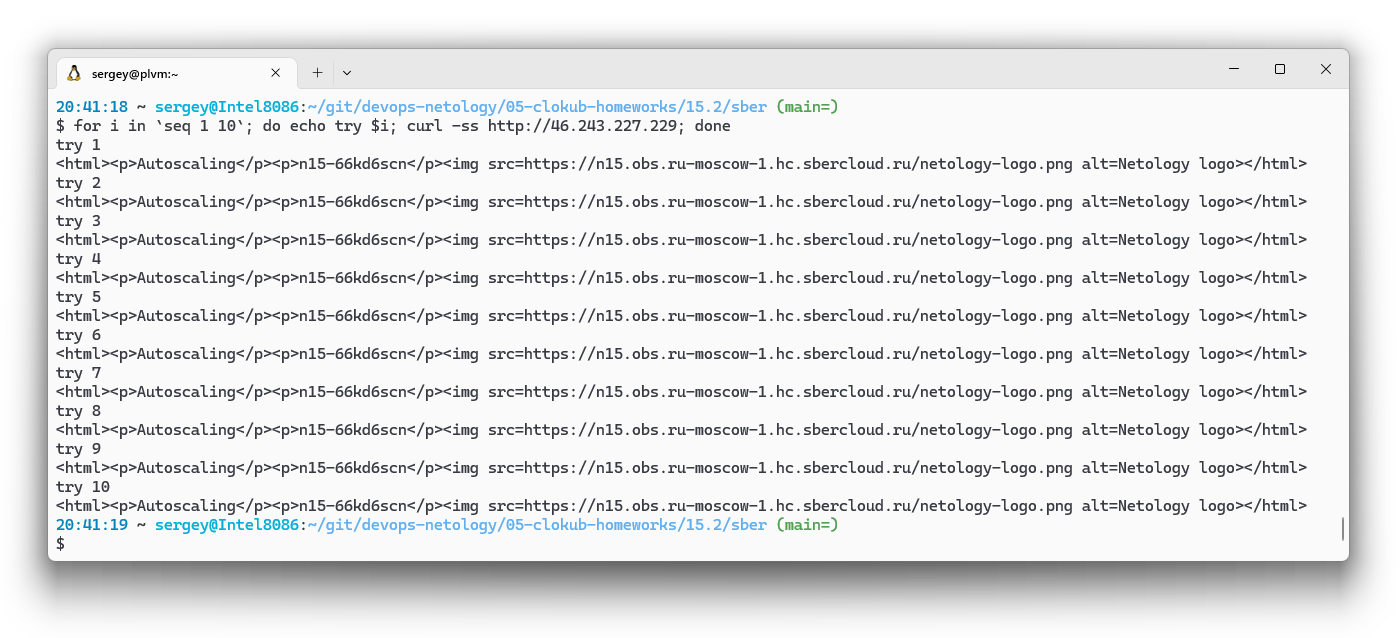 sergey@plvm:~
20:41:18 ~ sergey@Intel8086:~/git/devops-netology/05-clokub-homeworks/15.2/sber (main=)
$ for i in `seq 1 10`; do echo try $i; curl -ss http://46.243.227.229; done
try 1
<html><p>Autoscaling</p><p>n15-66kd6scn</p><img src=https://n15.obs.ru-moscow-1.hc.sbercloud.ru/netology-logo.png alt=Netology logo></html>
try 2
<html><p>Autoscaling</p><p>n15-66kd6scn</p><img src=https://n15.obs.ru-moscow-1.hc.sbercloud.ru/netology-logo.png alt=Netology logo></html>
try 3
<html><p>Autoscaling</p><p>n15-66kd6scn</p><img src=https://n15.obs.ru-moscow-1.hc.sbercloud.ru/netology-logo.png alt=Netology logo></html>
try 4
<html><p>Autoscaling</p><p>n15-66kd6scn</p><img src=https://n15.obs.ru-moscow-1.hc.sbercloud.ru/netology-logo.png alt=Netology logo></html>
try 5
<html><p>Autoscaling</p><p>n15-66kd6scn</p><img src=https://n15.obs.ru-moscow-1.hc.sbercloud.ru/netology-logo.png alt=Netology logo></html>
try 6
<html><p>Autoscaling</p><p>n15-66kd6scn</p><img src=https://n15.obs.ru-moscow-1.hc.sbercloud.ru/netology-logo.png alt=Netology logo></html>
try 7
<html><p>Autoscaling</p><p>n15-66kd6scn</p><img src=https://n15.obs.ru-moscow-1.hc.sbercloud.ru/netology-logo.png alt=Netology logo></html>
try 8
<html><p>Autoscaling</p><p>n15-66kd6scn</p><img src=https://n15.obs.ru-moscow-1.hc.sbercloud.ru/netology-logo.png alt=Netology logo></html>
try 9
<html><p>Autoscaling</p><p>n15-66kd6scn</p><img src=https://n15.obs.ru-moscow-1.hc.sbercloud.ru/netology-logo.png alt=Netology logo></html>
try 10
<html><p>Autoscaling</p><p>n15-66kd6scn</p><img src=https://n15.obs.ru-moscow-1.hc.sbercloud.ru/netology-logo.png alt=Netology logo></html>
20:41:19 ~ sergey@Intel8086:~/git/devops-netology/05-clokub-homeworks/15.2/sber (main=)
$